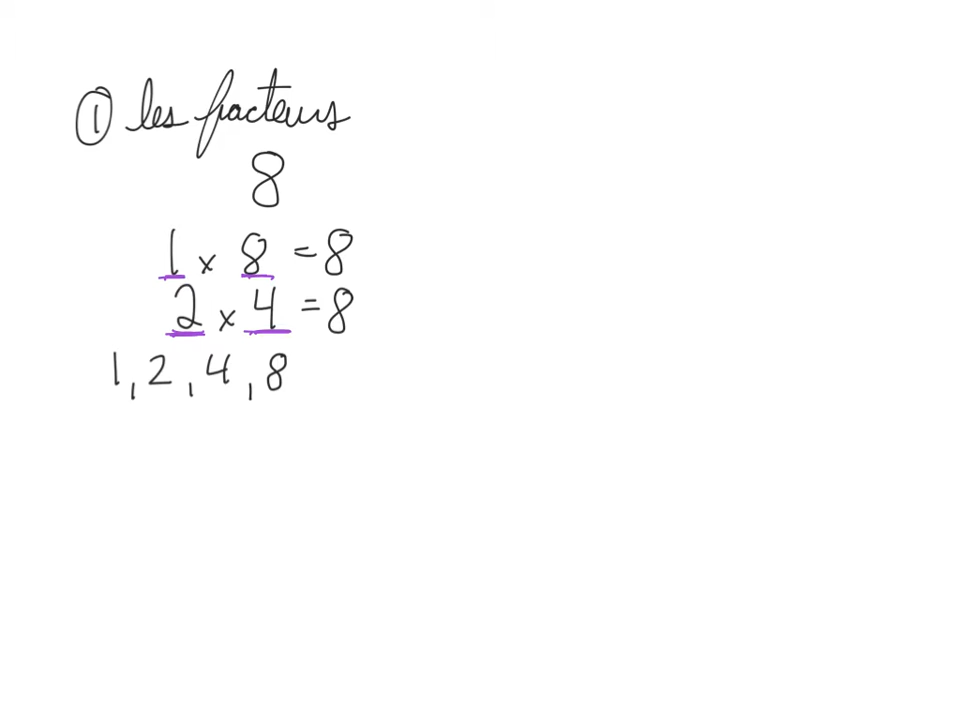 ① les facteurs
8
1 x 8 = 8
2 x 4 = 8
1, 2, 4, 8